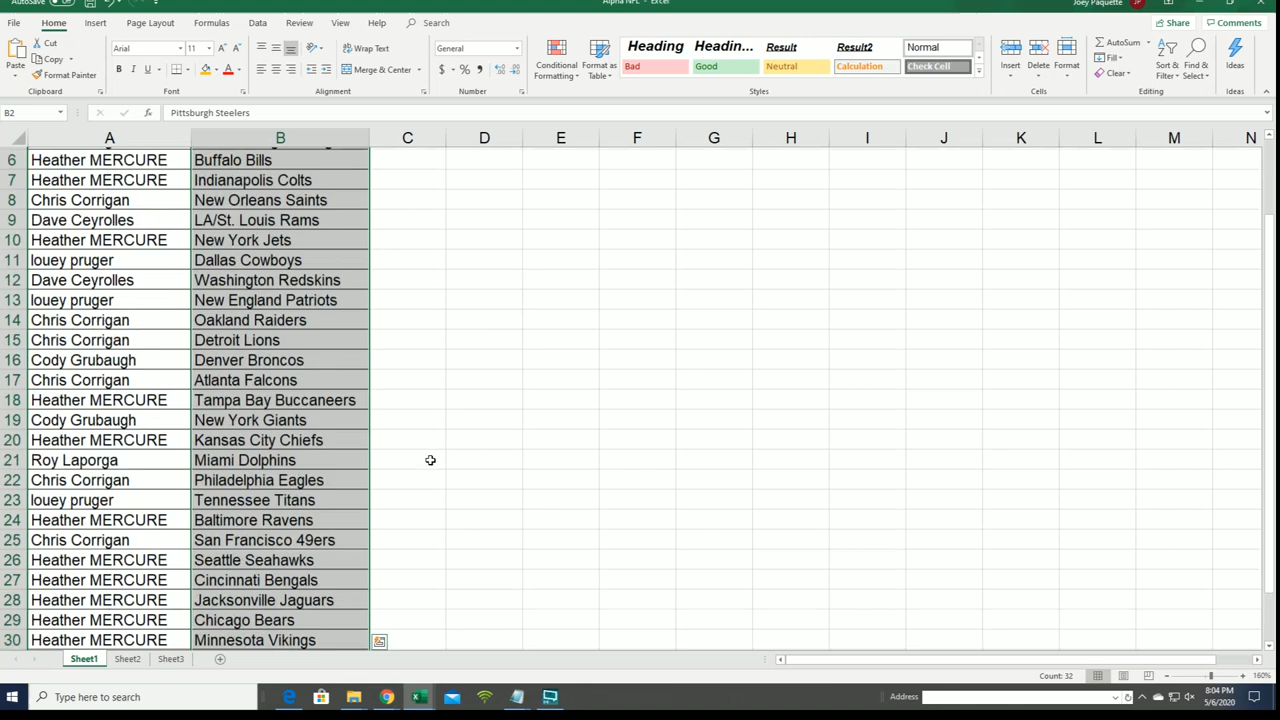 AutoSave
Alpha NFL - Excel
Joey Paquette
JP
File Home Insert Page Layout Formulas Data Review View Help Search
Share Comments
Paste
Cut
Copy
Format Painter
Clipboard
Arial 11
B I U
Font
Wrap Text
Merge & Center
Alignment
General
$ % ,
Number
Conditional Formatting
Format as Table
Heading Headin... Result Result2 Normal
Bad Good Neutral Calculation Check Cell
Styles
Insert Delete Format
Cells
AutoSum
Fill
Clear
Sort & Filter
Find & Select
Editing
Ideas
Ideas
B2 fx Pittsburgh Steelers
A B C D E F G H I J K L M N
6 Heather MERCURE Buffalo Bills
7 Heather MERCURE Indianapolis Colts
8 Chris Corrigan New Orleans Saints
9 Dave Ceyrolles LA/St. Louis Rams
10 Heather MERCURE New York Jets
11 louey pruger Dallas Cowboys
12 Dave Ceyrolles Washington Redskins
13 louey pruger New England Patriots
14 Chris Corrigan Oakland Raiders
15 Chris Corrigan Detroit Lions
16 Cody Grubaugh Denver Broncos
17 Chris Corrigan Atlanta Falcons
18 Heather MERCURE Tampa Bay Buccaneers
19 Cody Grubaugh New York Giants
20 Heather MERCURE Kansas City Chiefs
21 Roy Laporga Miami Dolphins
22 Chris Corrigan Philadelphia Eagles
23 louey pruger Tennessee Titans
24 Heather MERCURE Baltimore Ravens
25 Chris Corrigan San Francisco 49ers
26 Heather MERCURE Seattle Seahawks
27 Heather MERCURE Cincinnati Bengals
28 Heather MERCURE Jacksonville Jaguars
29 Heather MERCURE Chicago Bears
30 Heather MERCURE Minnesota Vikings
Sheet1 Sheet2 Sheet3
Count: 32 160%
Type here to search
Address
8:04 PM
5/6/2020